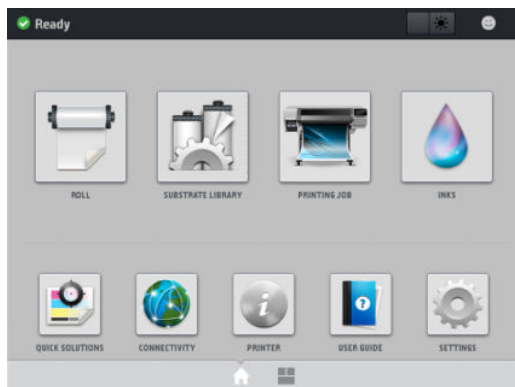 Ready
ROLL
SUBSTRATE LIBRARY
PRINTING JOB
INKS
QUICK SOLUTIONS
CONNECTIVITY
PRINTER
USER GUIDE
SETTINGS